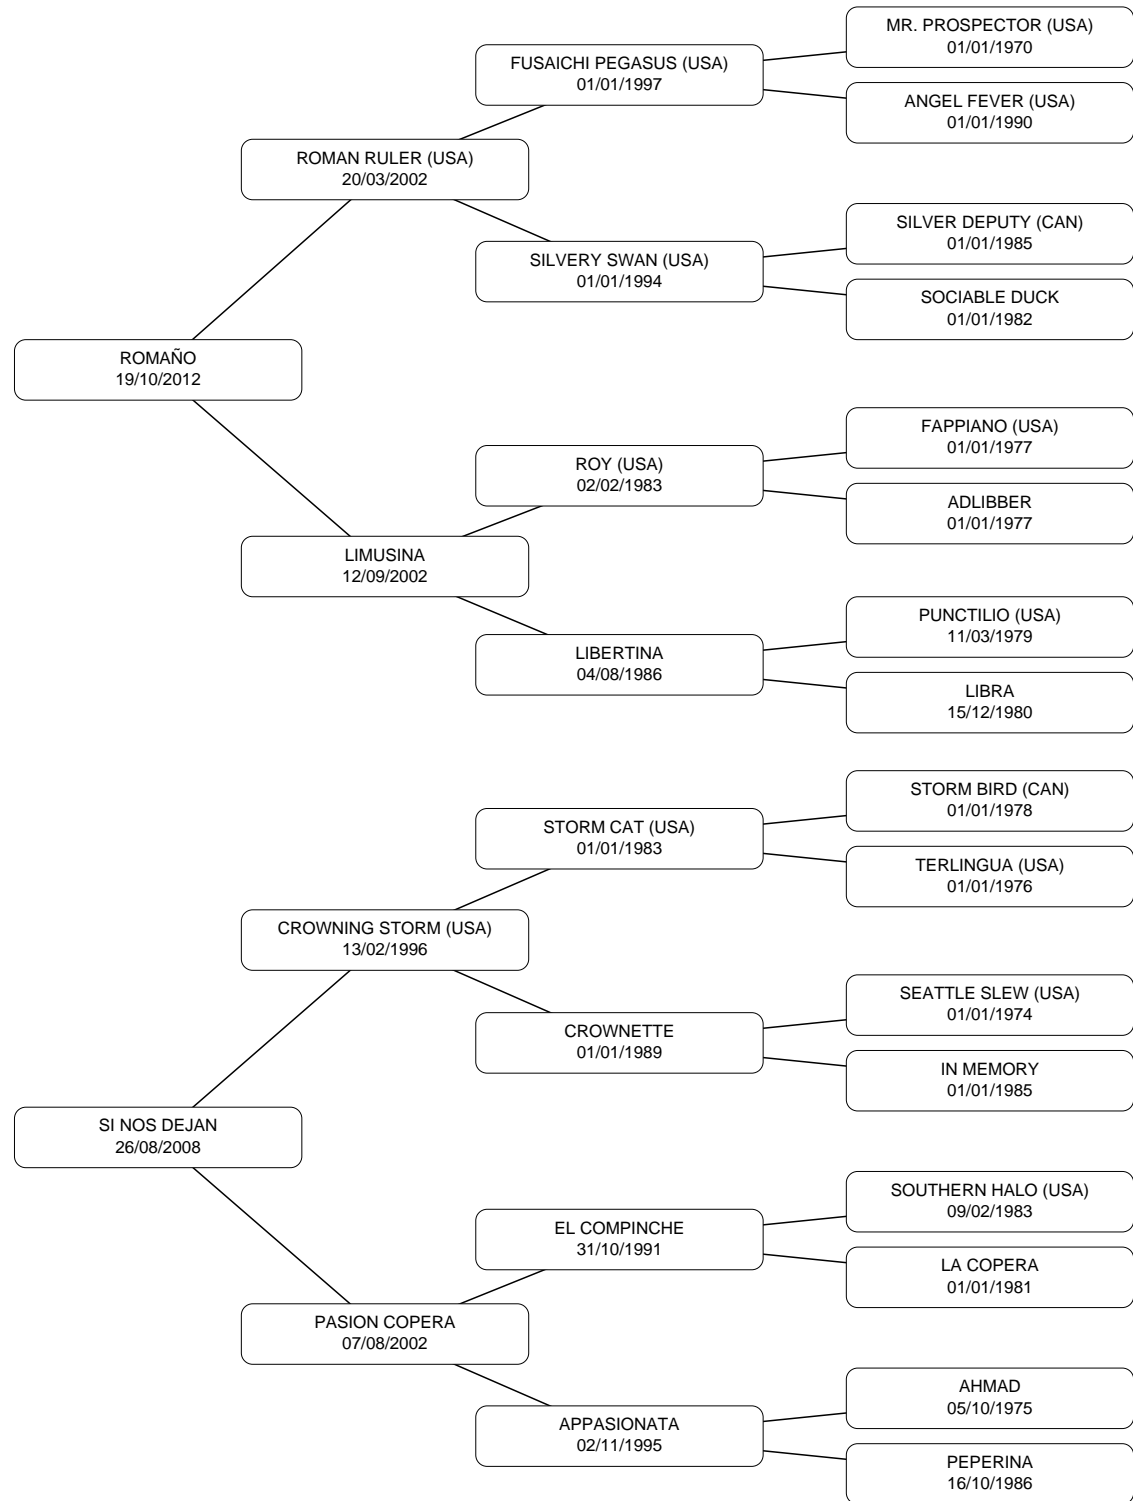 MR. PROSPECTOR (USA)
01/01/1970
FUSAICHI PEGASUS (USA)
01/01/1997
ANGEL FEVER (USA)
01/01/1990
ROMAN RULER (USA)
20/03/2002
SILVER DEPUTY (CAN)
01/01/1985
SILVERY SWAN (USA)
01/01/1994
SOCIABLE DUCK
01/01/1982
ROMAÑO
19/10/2012
FAPPIANO (USA)
01/01/1977
ROY (USA)
02/02/1983
ADLIBBER
01/01/1977
LIMUSINA
12/09/2002
PUNCTILIO (USA)
11/03/1979
LIBERTINA
04/08/1986
LIBRA
15/12/1980
STORM BIRD (CAN)
01/01/1978
STORM CAT (USA)
01/01/1983
TERLINGUA (USA)
01/01/1976
CROWNING STORM (USA)
13/02/1996
SEATTLE SLEW (USA)
01/01/1974
CROWNETTE
01/01/1989
IN MEMORY
01/01/1985
SI NOS DEJAN
26/08/2008
SOUTHERN HALO (USA)
09/02/1983
EL COMPINCHE
31/10/1991
LA COPERA
01/01/1981
PASION COPERA
07/08/2002
AHMAD
05/10/1975
APPASIONATA
02/11/1995
PEPERINA
16/10/1986